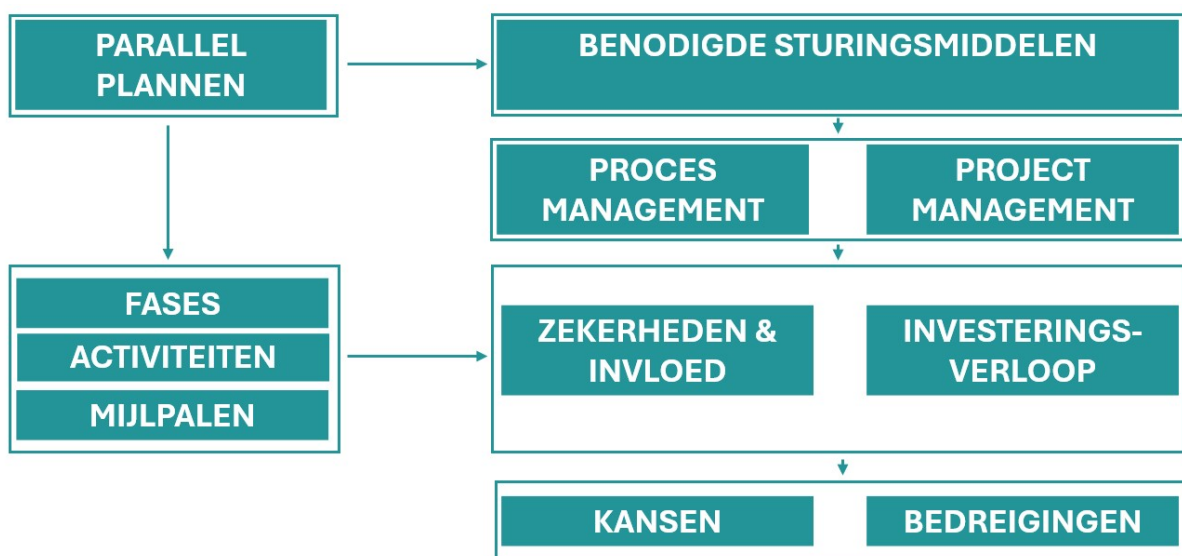 PARALLEL
PLANNEN
BENODIGDE STURINGSMIDDELEN
PROCES
MANAGEMENT
PROJECT
MANAGEMENT
FASES
ACTIVITEITEN
MIJLPALEN
ZEKERHEDEN &
INVLOED
INVESTERINGS-
VERLOOP
KANSEN
BEDREIGINGEN